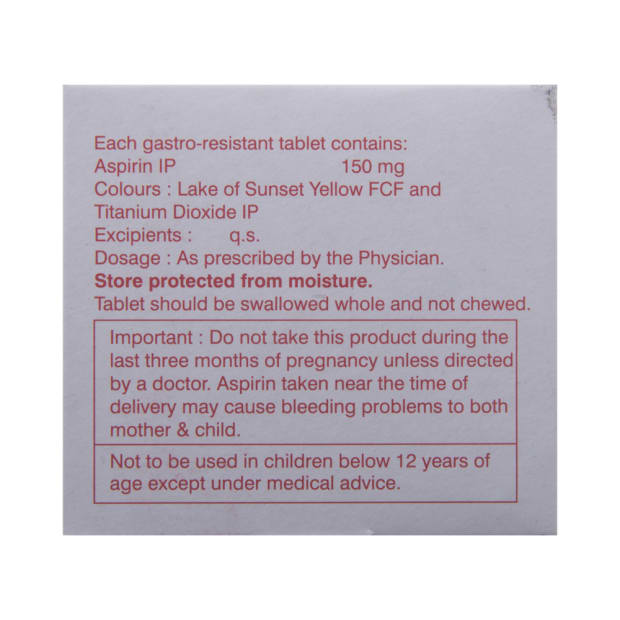 Each gastro-resistant tablet contains:
Aspirin IP 150 mg
Colours : Lake of Sunset Yellow FCF and
Titanium Dioxide IP
Excipients : q.s.
Dosage : As prescribed by the Physician.
Store protected from moisture.
Tablet should be swallowed whole and not chewed.
Important : Do not take this product during the
last three months of pregnancy unless directed
by a doctor. Aspirin taken near the time of
delivery may cause bleeding problems to both
mother & child.
Not to be used in children below 12 years of
age except under medical advice.